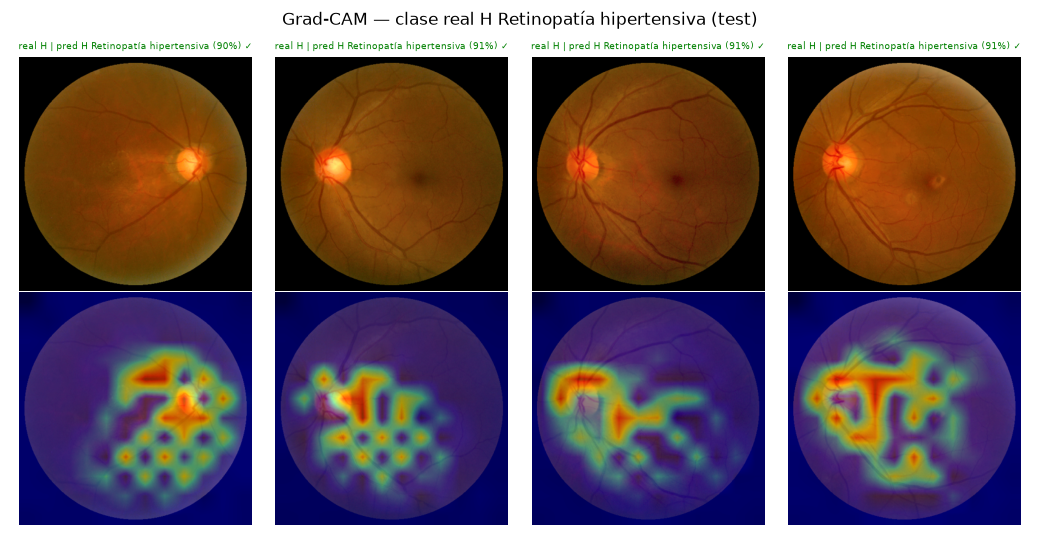 Grad-CAM — clase real H Retinopatía hipertensiva (test)
real H | pred H Retinopatía hipertensiva (90%) ✓
real H | pred H Retinopatía hipertensiva (91%) ✓
real H | pred H Retinopatía hipertensiva (91%) ✓
real H | pred H Retinopatía hipertensiva (91%) ✓